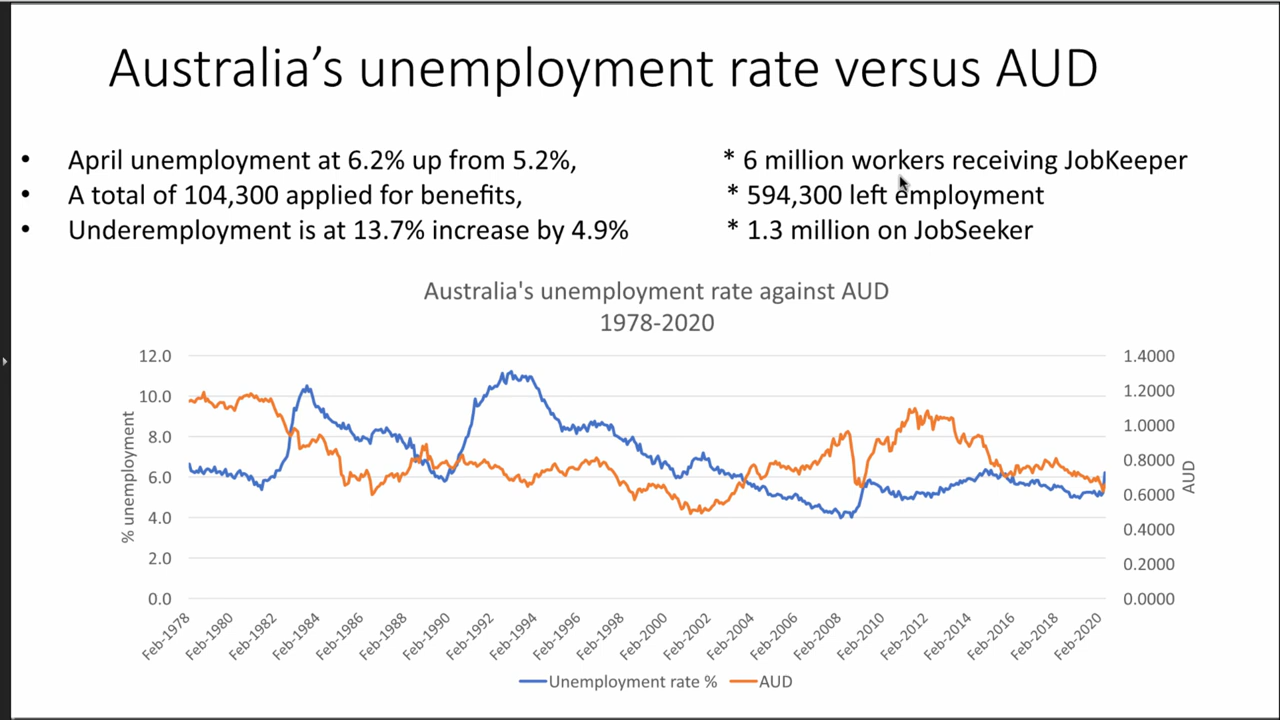 Australia's unemployment rate versus AUD
• April unemployment at 6.2% up from 5.2%,
• A total of 104,300 applied for benefits,
• Underemployment is at 13.7% increase by 4.9%
* 6 million workers receiving JobKeeper
* 594,300 left employment
* 1.3 million on JobSeeker
Australia's unemployment rate against AUD
1978-2020
% unemployment
12.0
10.0
8.0
6.0
4.0
2.0
0.0
1.4000
1.2000
1.0000
0.8000
0.6000
0.4000
0.2000
0.0000
AUD
Feb-1978
Feb-1980
Feb-1982
Feb-1984
Feb-1986
Feb-1988
Feb-1990
Feb-1992
Feb-1994
Feb-1996
Feb-1998
Feb-2000
Feb-2002
Feb-2004
Feb-2006
Feb-2008
Feb-2010
Feb-2012
Feb-2014
Feb-2016
Feb-2018
Feb-2020
Unemployment rate %
AUD